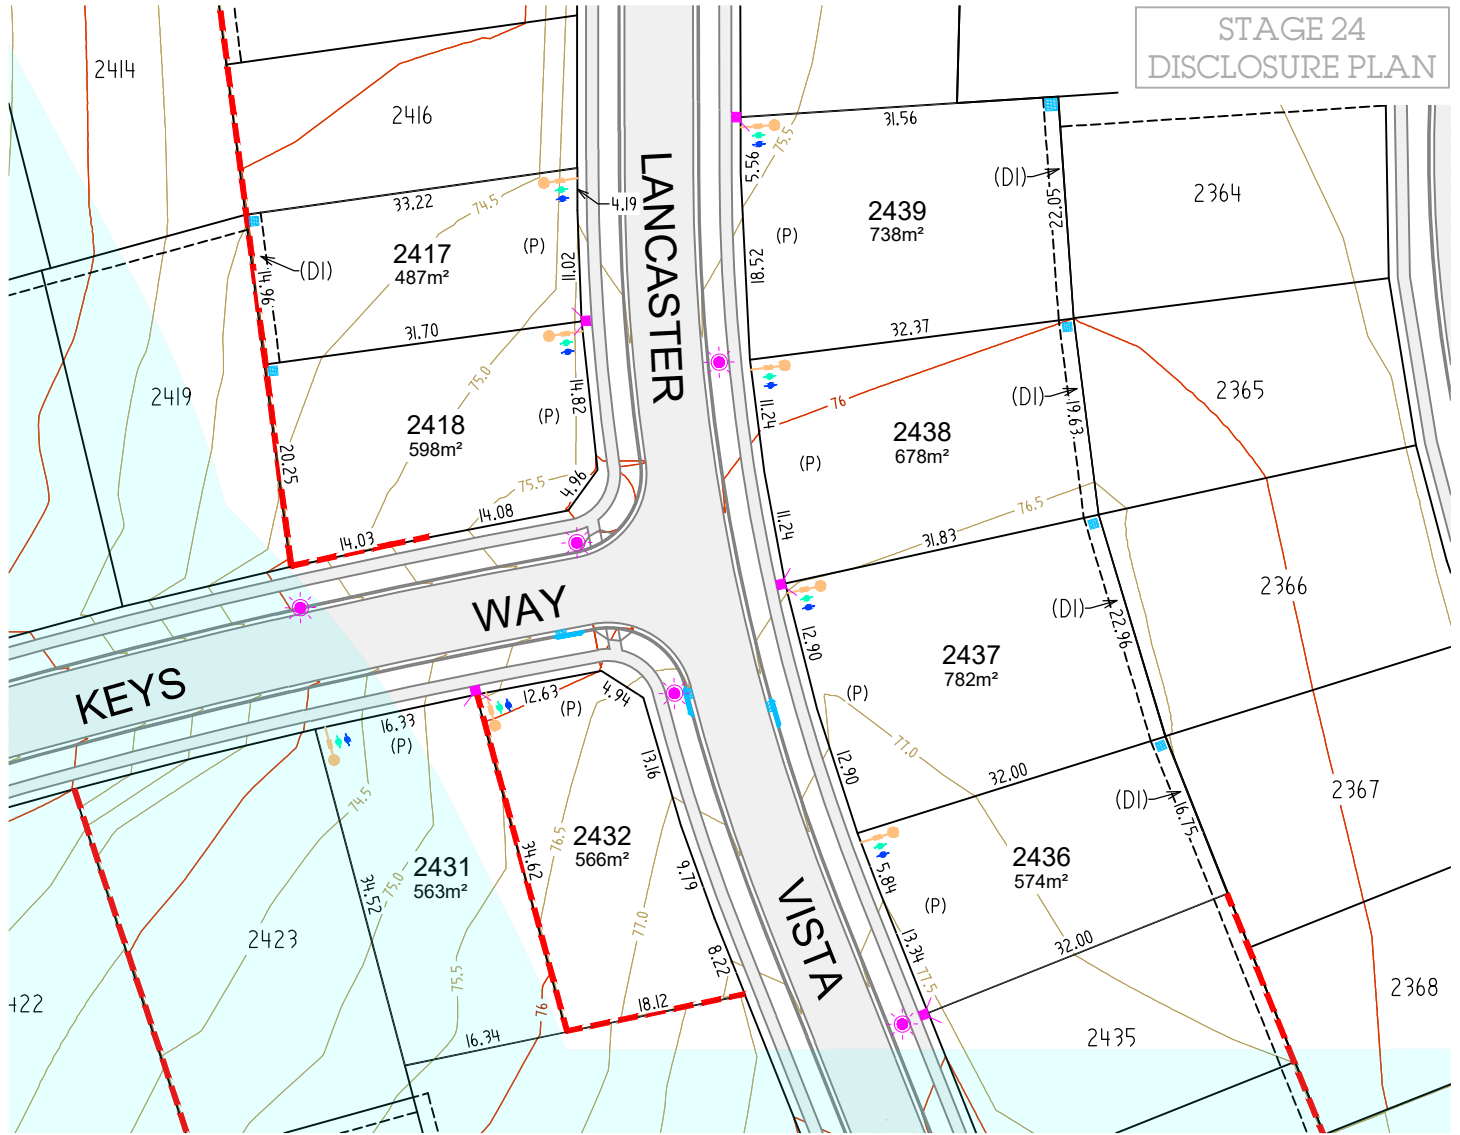 STAGE 24
DISCLOSURE PLAN
2414
2416
31.56
75.5
5.56
(DI)
22.05
2364
33.22
74.5
4.19
LANCASTER
2439
738m²
(P)
2417
487m²
(P)
(DI)
14.96
20.11
18.52
31.70
32.37
75.0
2419
2418
598m²
(P)
14.82
20.25
76
(DI)
19.63
2365
11.24
2438
678m²
(P)
4.96
75.5
14.08
14.03
11.24
76.5
31.83
WAY
KEYS
2366
(DI)
22.96
12.90
2437
782m²
(P)
16.33
(P)
12.63
(P)
4.94
13.16
77.0
12.90
32.00
2367
(DI)
16.75
74.5
76.5
2432
566m²
34.62
2431
563m²
75.0
34.52
9.79
5.84
2436
574m²
(P)
VISTA
2423
77.0
8.22
13.34
77.5
32.00
75.5
76
18.12
422
2368
16.34
2435